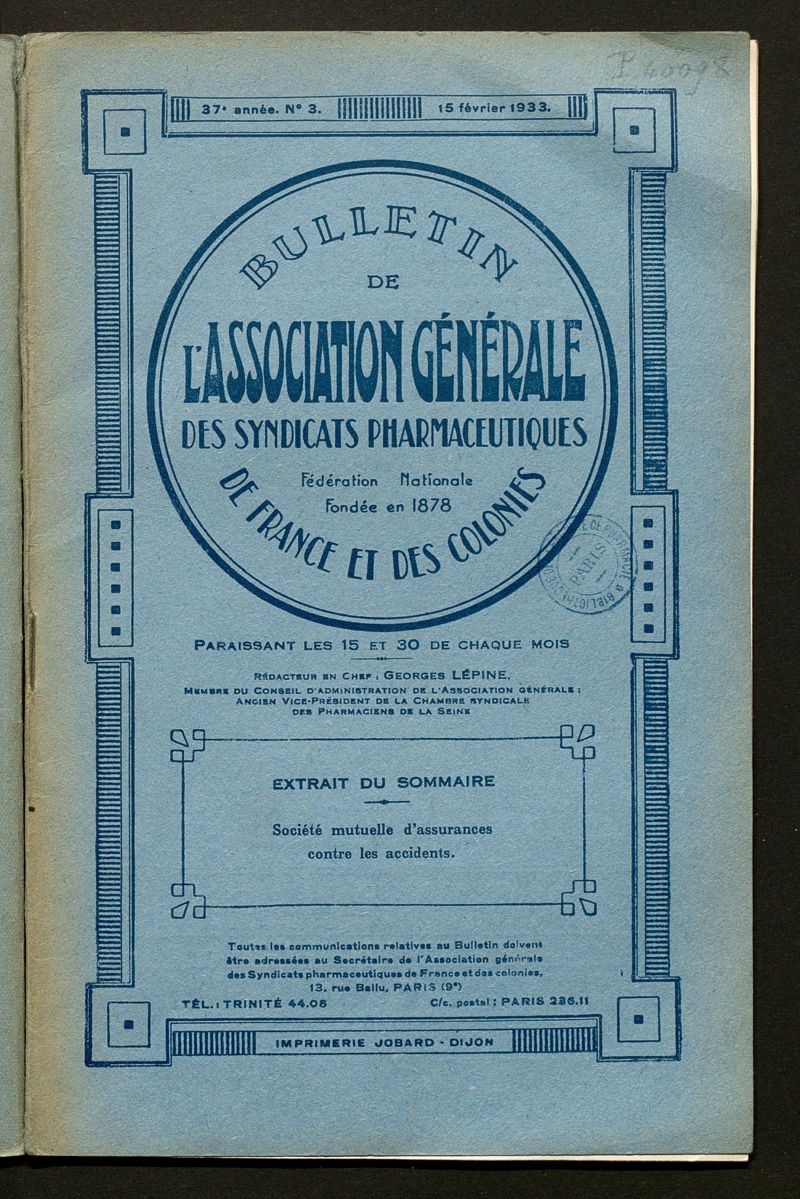 P 40098
37e année. N° 3. 15 février 1933.
BULLETIN
DE
L'ASSOCIATION GÉNÉRALE
DES SYNDICATS PHARMACEUTIQUES
Fédération Nationale
Fondée en 1878
DE FRANCE ET DES COLONIES
PARIS
PARAISSANT LES 15 ET 30 DE CHAQUE MOIS
RÉDACTEUR EN CHEF : GEORGES LÉPINE,
MEMBRE DU CONSEIL D'ADMINISTRATION DE L'ASSOCIATION GÉNÉRALE ;
ANCIEN VICE-PRÉSIDENT DE LA CHAMBRE SYNDICALE
DES PHARMACIENS DE LA SEINE
EXTRAIT DU SOMMAIRE
Société mutuelle d'assurances
contre les accidents.
Toutes les communications relatives au Bulletin doivent
être adressées au Secrétaire de l'Association générale
des Syndicats pharmaceutiques de France et des colonies,
13, rue Ballu, PARIS (9e)
TÉL. : TRINITÉ 44.08 C/c. postal : PARIS 236.11
IMPRIMERIE JOBARD - DIJON